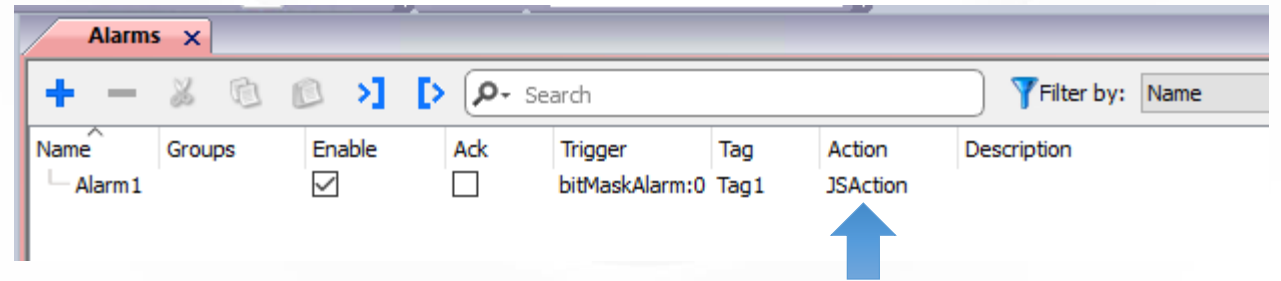 Alarms x
Search Filter by: Name
Name Groups Enable Ack Trigger Tag Action Description
Alarm1 bitMaskAlarm:0 Tag1 JSAction